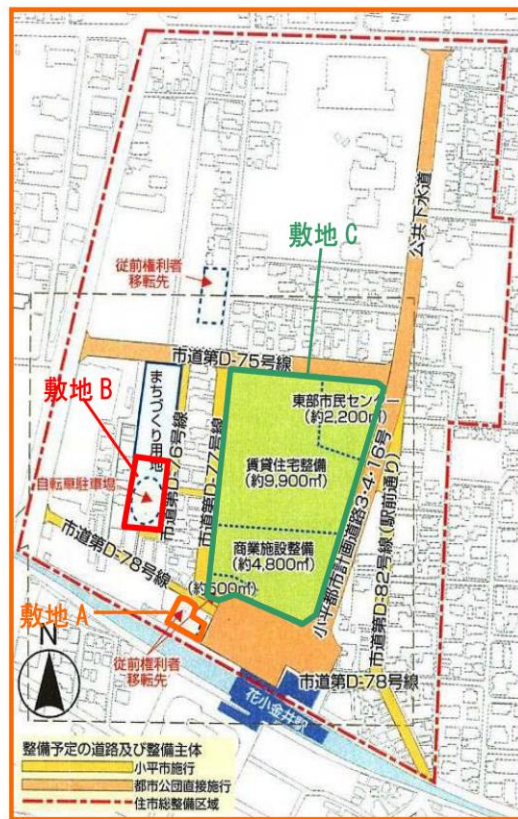 公共下水道
敷地C
従前権利者
移転先
市道第D-75号線
敷地B
まちづくり用地
市道第D-76号線
市道第D-77号線
東部市民センター
(約2,200㎡)
賃貸住宅整備
(約9,900㎡)
自転車駐車場
小平都市計画道路3・4・16号
市道第D-82号線(駅前通り)
商業施設整備
(約4,800㎡)
市道第D-78号線
(約500㎡)
敷地A
従前権利者
移転先
N
市道第D-78号線
花小金井駅
整備予定の道路及び整備主体
小平市施行
都市公団直接施行
住市総整備区域